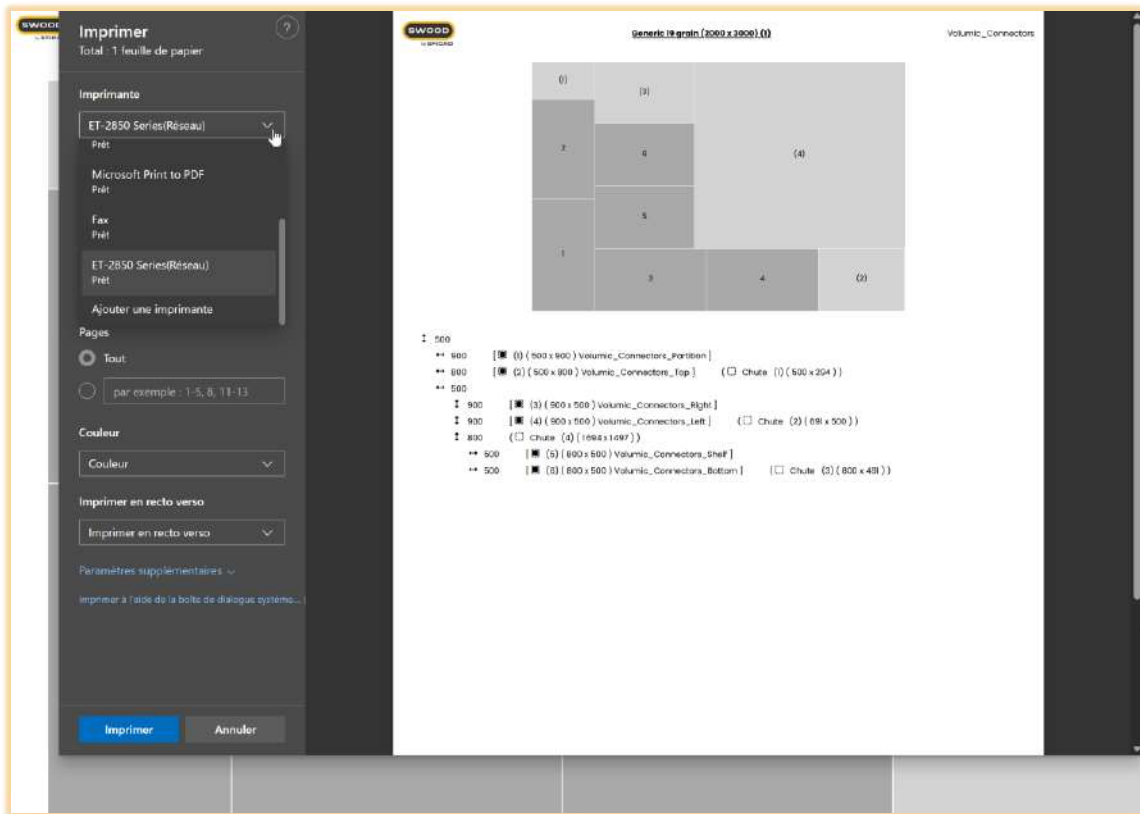 SWOOD
Imprimer
Total : 1 feuille de papier
?
Imprimante
ET-2850 Series(Réseau)
Prêt
Microsoft Print to PDF
Prêt
Fax
Prêt
ET-2850 Series(Réseau)
Prêt
Ajouter une imprimante
Pages
Tout
par exemple : 1-5, 8, 11-13
Couleur
Couleur
Imprimer en recto verso
Imprimer en recto verso
Paramètres supplémentaires
Imprimer à l'aide de la boîte de dialogue système...
Imprimer
Annuler
SWOOD
Generic 19 grain (2000 x 3000) (1)
Volumic_Connectors
(1)
(3)
2
6
(4)
5
1
3
4
(2)
500
900 [ (1) ( 500 x 900 ) Volumic_Connectors_Partition ]
800 [ (2) ( 500 x 800 ) Volumic_Connectors_Top ] ( Chute (1) ( 500 x 294 ) )
500
900 [ (3) ( 900 x 500 ) Volumic_Connectors_Right ]
900 [ (4) ( 900 x 500 ) Volumic_Connectors_Left ] ( Chute (2) ( 691 x 500 ) )
800 ( Chute (4) ( 1694 x 1497 ) )
500 [ (5) ( 800 x 500 ) Volumic_Connectors_Shelf ]
500 [ (6) ( 800 x 500 ) Volumic_Connectors_Bottom ] ( Chute (3) ( 800 x 491 ) )